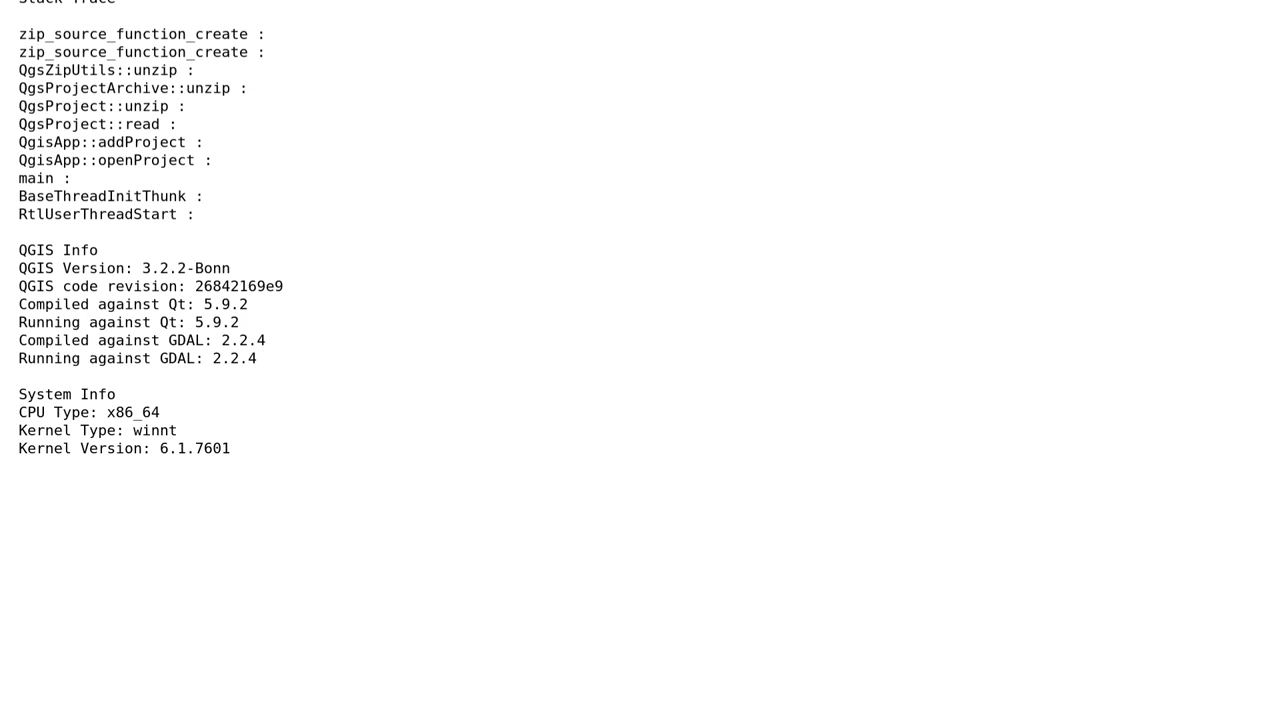 Stack Trace
zip_source_function_create :
zip_source_function_create :
QgsZipUtils::unzip :
QgsProjectArchive::unzip :
QgsProject::unzip :
QgsProject::read :
QgisApp::addProject :
QgisApp::openProject :
main :
BaseThreadInitThunk :
RtlUserThreadStart :
QGIS Info
QGIS Version: 3.2.2-Bonn
QGIS code revision: 26842169e9
Compiled against Qt: 5.9.2
Running against Qt: 5.9.2
Compiled against GDAL: 2.2.4
Running against GDAL: 2.2.4
System Info
CPU Type: x86_64
Kernel Type: winnt
Kernel Version: 6.1.7601